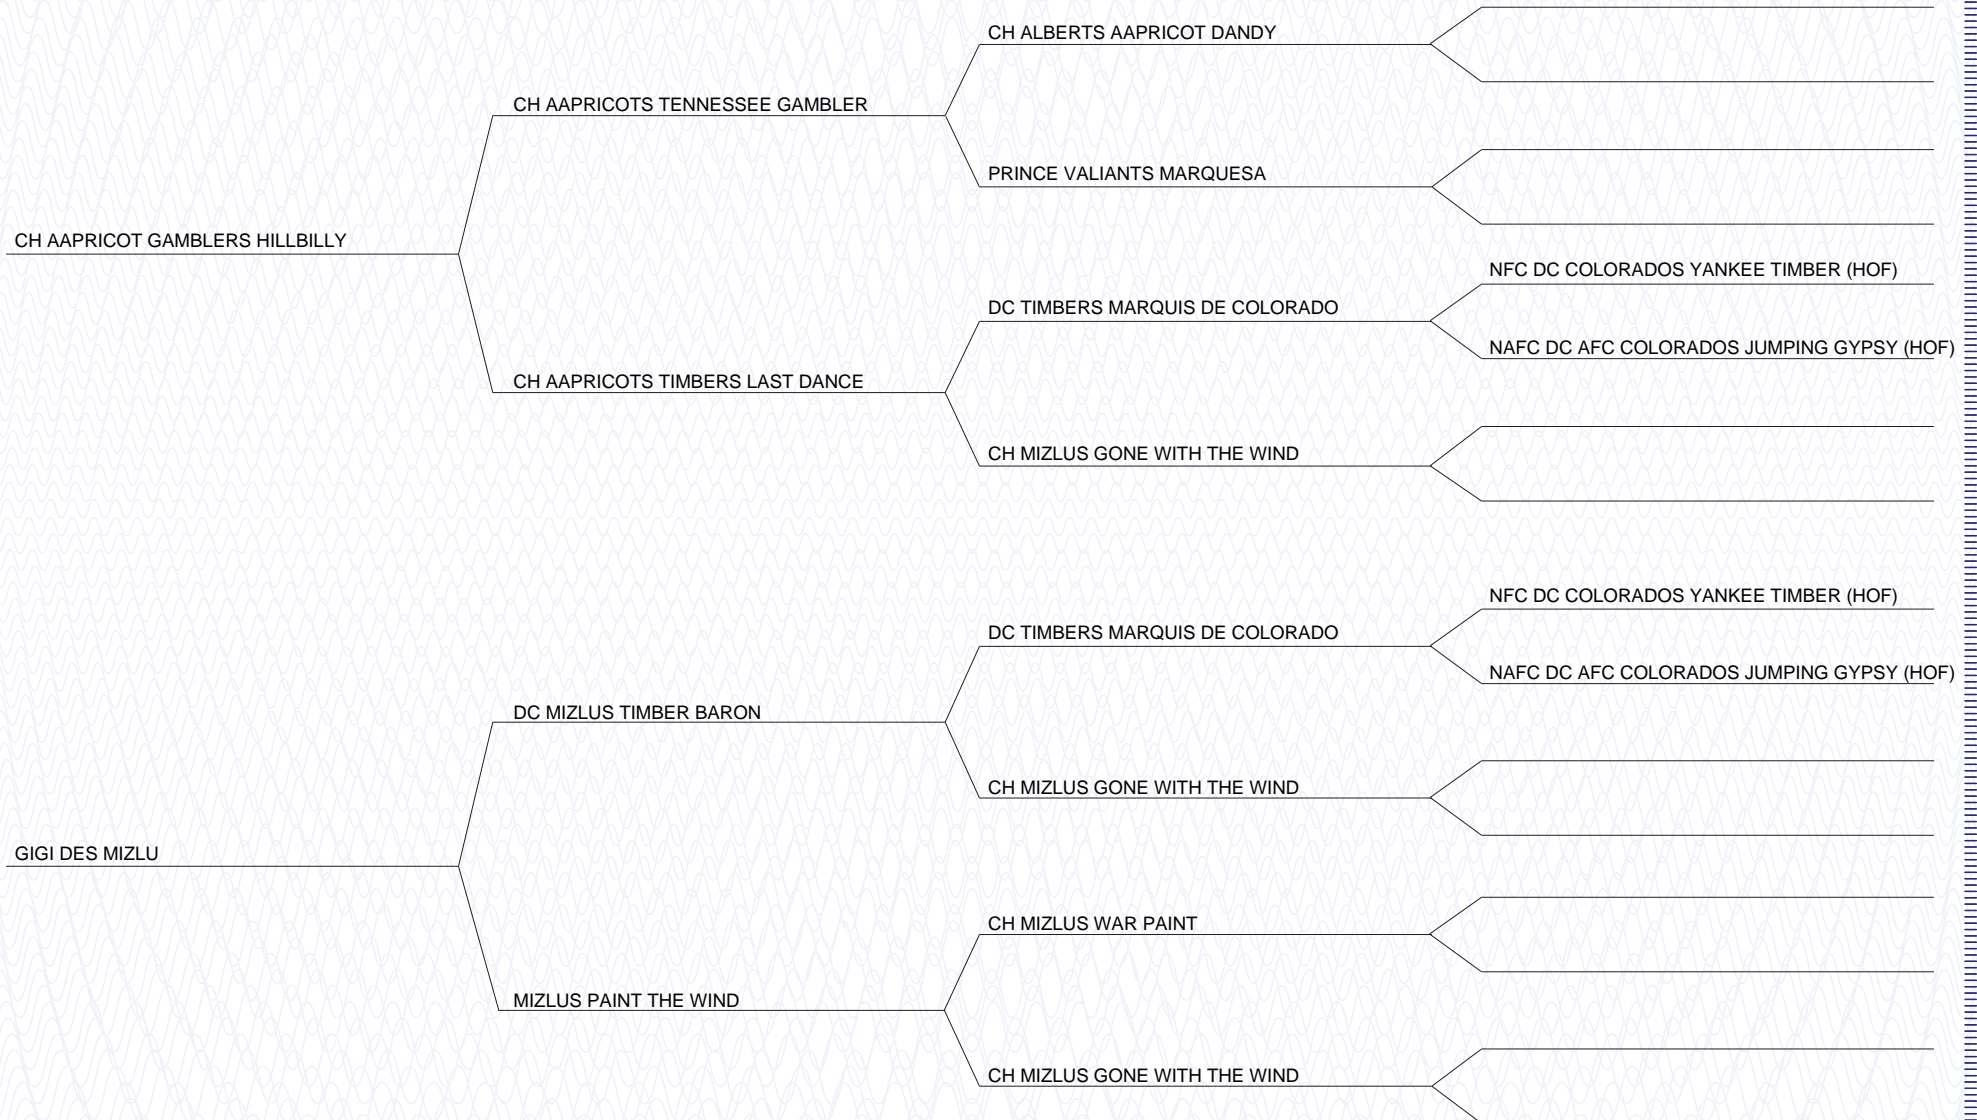 CH ALBERTS AAPRICOT DANDY
CH AAPRICOTS TENNESSEE GAMBLER
PRINCE VALIANTS MARQUESA
CH AAPRICOT GAMBLERS HILLBILLY
NFC DC COLORADOS YANKEE TIMBER (HOF)
DC TIMBERS MARQUIS DE COLORADO
NAFC DC AFC COLORADOS JUMPING GYPSY (HOF)
CH AAPRICOTS TIMBERS LAST DANCE
CH MIZLUS GONE WITH THE WIND
NFC DC COLORADOS YANKEE TIMBER (HOF)
DC TIMBERS MARQUIS DE COLORADO
NAFC DC AFC COLORADOS JUMPING GYPSY (HOF)
DC MIZLUS TIMBER BARON
CH MIZLUS GONE WITH THE WIND
GIGI DES MIZLU
CH MIZLUS WAR PAINT
MIZLUS PAINT THE WIND
CH MIZLUS GONE WITH THE WIND